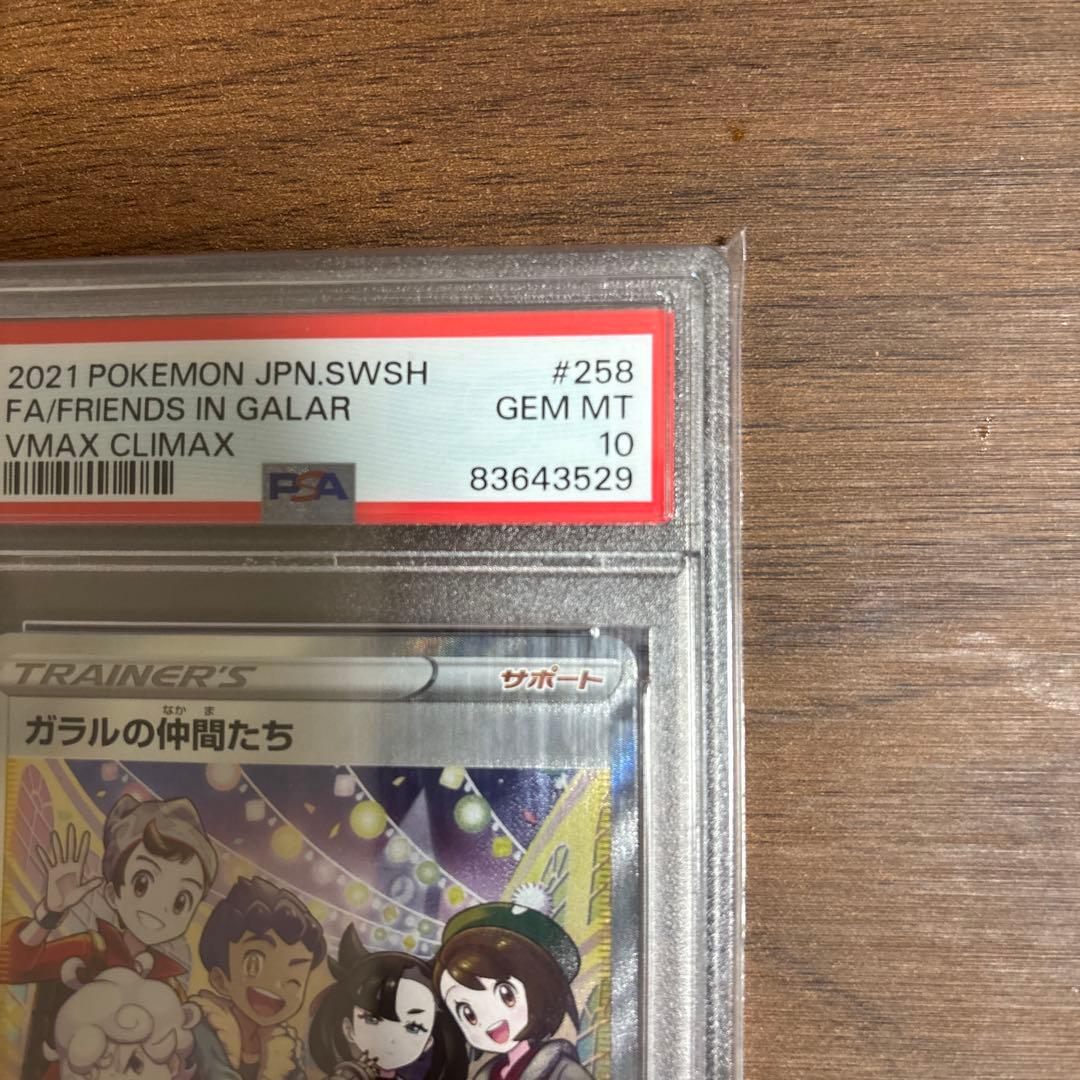 2021 POKEMON JPN.SWSH #258
FA/FRIENDS IN GALAR GEM MT
VMAX CLIMAX 10
PSA 83643529
TRAINER'S サポート
なかま
ガラルの仲間たち